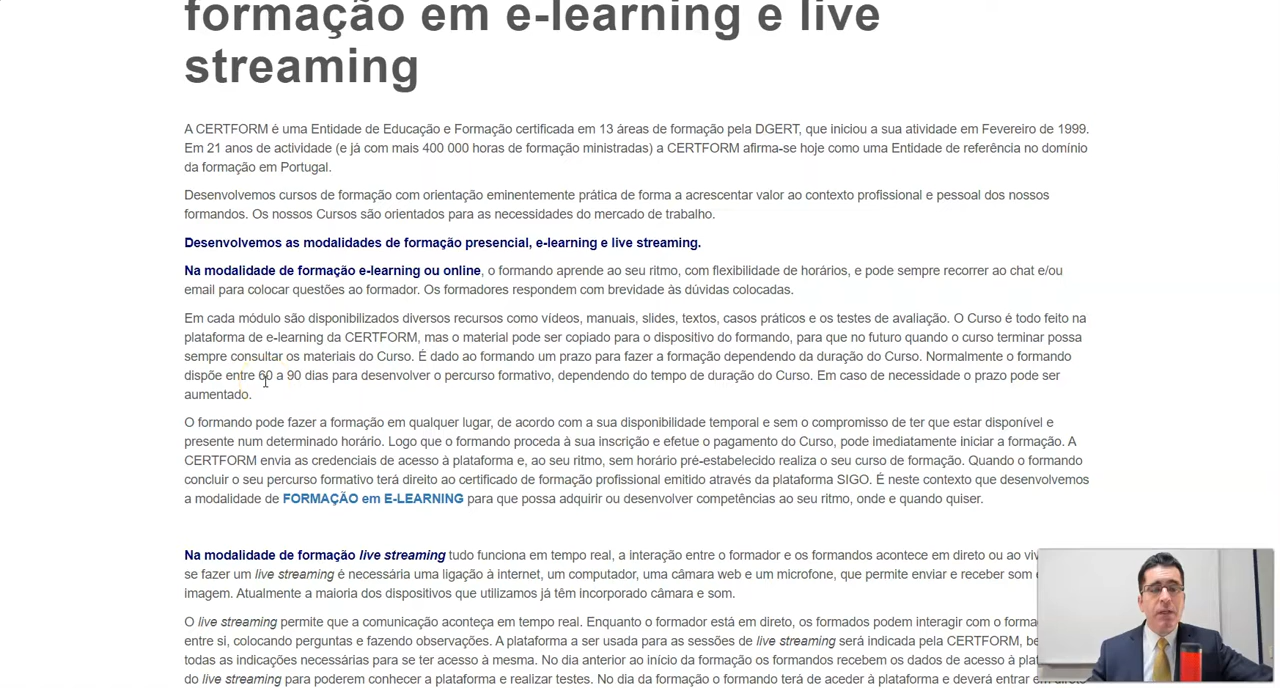 formação em e-learning e live
streaming
A CERTFORM é uma Entidade de Educação e Formação certificada em 13 áreas de formação pela DGERT, que iniciou a sua atividade em Fevereiro de 1999.
Em 21 anos de actividade (e já com mais 400 000 horas de formação ministradas) a CERTFORM afirma-se hoje como uma Entidade de referência no domínio
da formação em Portugal.
Desenvolvemos cursos de formação com orientação eminentemente prática de forma a acrescentar valor ao contexto profissional e pessoal dos nossos
formandos. Os nossos Cursos são orientados para as necessidades do mercado de trabalho.
Desenvolvemos as modalidades de formação presencial, e-learning e live streaming.
Na modalidade de formação e-learning ou online, o formando aprende ao seu ritmo, com flexibilidade de horários, e pode sempre recorrer ao chat e/ou
email para colocar questões ao formador. Os formadores respondem com brevidade às dúvidas colocadas.
Em cada módulo são disponibilizados diversos recursos como vídeos, manuais, slides, textos, casos práticos e os testes de avaliação. O Curso é todo feito na
plataforma de e-learning da CERTFORM, mas o material pode ser copiado para o dispositivo do formando, para que no futuro quando o curso terminar possa
sempre consultar os materiais do Curso. É dado ao formando um prazo para fazer a formação dependendo da duração do Curso. Normalmente o formando
dispõe entre 60 a 90 dias para desenvolver o percurso formativo, dependendo do tempo de duração do Curso. Em caso de necessidade o prazo pode ser
aumentado.
O formando pode fazer a formação em qualquer lugar, de acordo com a sua disponibilidade temporal e sem o compromisso de ter que estar disponível e
presente num determinado horário. Logo que o formando proceda à sua inscrição e efetue o pagamento do Curso, pode imediatamente iniciar a formação. A
CERTFORM envia as credenciais de acesso à plataforma e, ao seu ritmo, sem horário pré-estabelecido realiza o seu curso de formação. Quando o formando
concluir o seu percurso formativo terá direito ao certificado de formação profissional emitido através da plataforma SIGO. É neste contexto que desenvolvemos
a modalidade de FORMAÇÃO em E-LEARNING para que possa adquirir ou desenvolver competências ao seu ritmo, onde e quando quiser.
Na modalidade de formação live streaming tudo funciona em tempo real, a interação entre o formador e os formandos acontece em direto ou ao
se fazer um live streaming é necessária uma ligação à internet, um computador, uma câmara web e um microfone, que permite enviar e receber som
imagem. Atualmente a maioria dos dispositivos que utilizamos já têm incorporado câmara e som.
O live streaming permite que a comunicação aconteça em tempo real. Enquanto o formador está em direto, os formados podem interagir com o
entre si, colocando perguntas e fazendo observações. A plataforma a ser usada para as sessões de live streaming será indicada pela CERTFORM,
todas as indicações necessárias para se ter acesso à mesma. No dia anterior ao início da formação os formandos recebem os dados de acesso à
do live streaming para poderem conhecer a plataforma e realizar testes. No dia da formação o formando terá de aceder à plataforma e deverá entrar